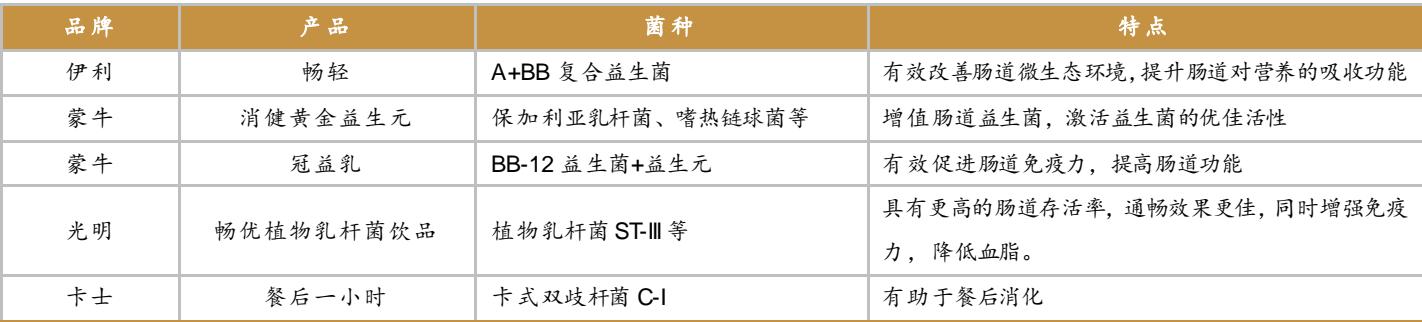 品牌 产品 菌种 特点
伊利 畅轻 A+BB 复合益生菌 有效改善肠道微生态环境,提升肠道对营养的吸收功能
蒙牛 消健黄金益生元 保加利亚乳杆菌、嗜热链球菌等 增值肠道益生菌，激活益生菌的优佳活性
蒙牛 冠益乳 BB-12 益生菌+益生元 有效促进肠道免疫力，提高肠道功能
光明 畅优植物乳杆菌饮品 植物乳杆菌 ST-III 等 具有更高的肠道存活率，通畅效果更佳，同时增强免疫
力，降低血脂。
卡士 餐后一小时 卡式双歧杆菌 C-I 有助于餐后消化